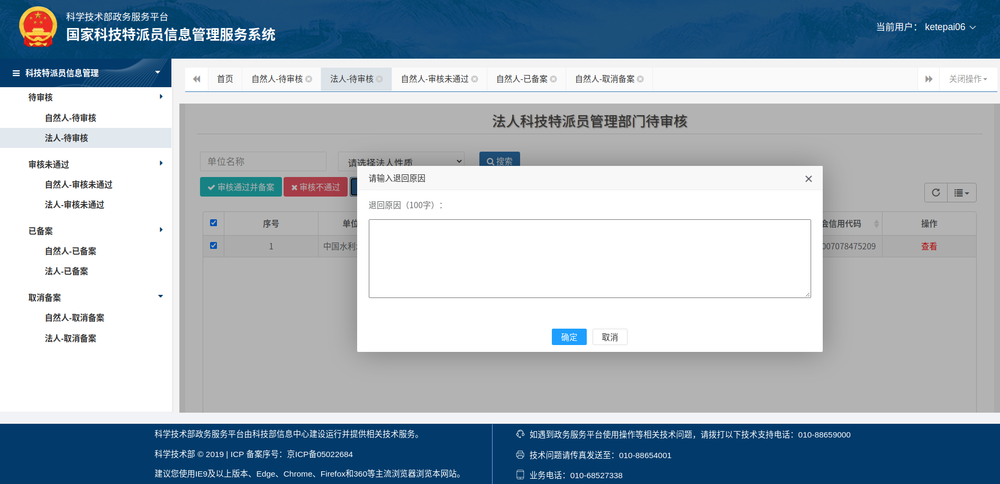 科学技术部政务服务平台
国家科技特派员信息管理服务系统
当前用户： ketepai06
科技特派员信息管理
首页 自然人-待审核 法人-待审核 自然人-审核未通过 自然人-已备案 自然人-取消备案 关闭操作
待审核
自然人-待审核
法人-待审核
审核未通过
自然人-审核未通过
法人-审核未通过
已备案
自然人-已备案
法人-已备案
取消备案
自然人-取消备案
法人-取消备案
法人科技特派员管理部门待审核
单位名称 请选择法人性质 搜索
审核通过并备案 审核不通过
请输入退回原因
退回原因（100字）：
序号 单位 会信用代码 操作
1 中国水利 007078475209 查看
确定 取消
科学技术部政务服务平台由科技部信息中心建设运行并提供相关技术服务。
科学技术部 © 2019 | ICP 备案序号：京ICP备05022684
建议您使用IE9及以上版本、Edge、Chrome、Firefox和360等主流浏览器浏览本网站。
如遇到政务服务平台使用操作等相关技术问题，请拨打以下技术支持电话：010-88659000
技术问题请传真发送至：010-88654001
业务电话：010-68527338